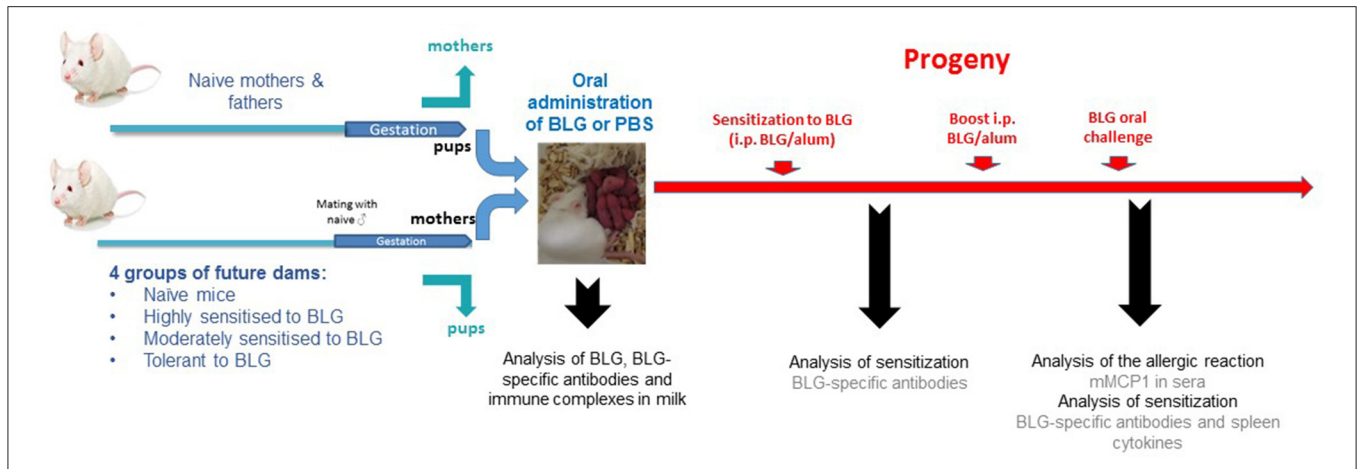 Naive mothers &
fathers
mothers
Gestation
pups
Mating with
naive ♂
mothers
Gestation
pups
4 groups of future dams:
• Naïve mice
• Highly sensitised to BLG
• Moderately sensitised to BLG
• Tolerant to BLG
Oral
administration
of BLG or PBS
Analysis of BLG, BLG-
specific antibodies and
immune complexes in milk
Progeny
Sensitization to BLG
(i.p. BLG/alum)
Boost i.p.
BLG/alum
BLG oral
challenge
Analysis of sensitization
BLG-specific antibodies
Analysis of the allergic reaction
mMCP1 in sera
Analysis of sensitization
BLG-specific antibodies and spleen
cytokines